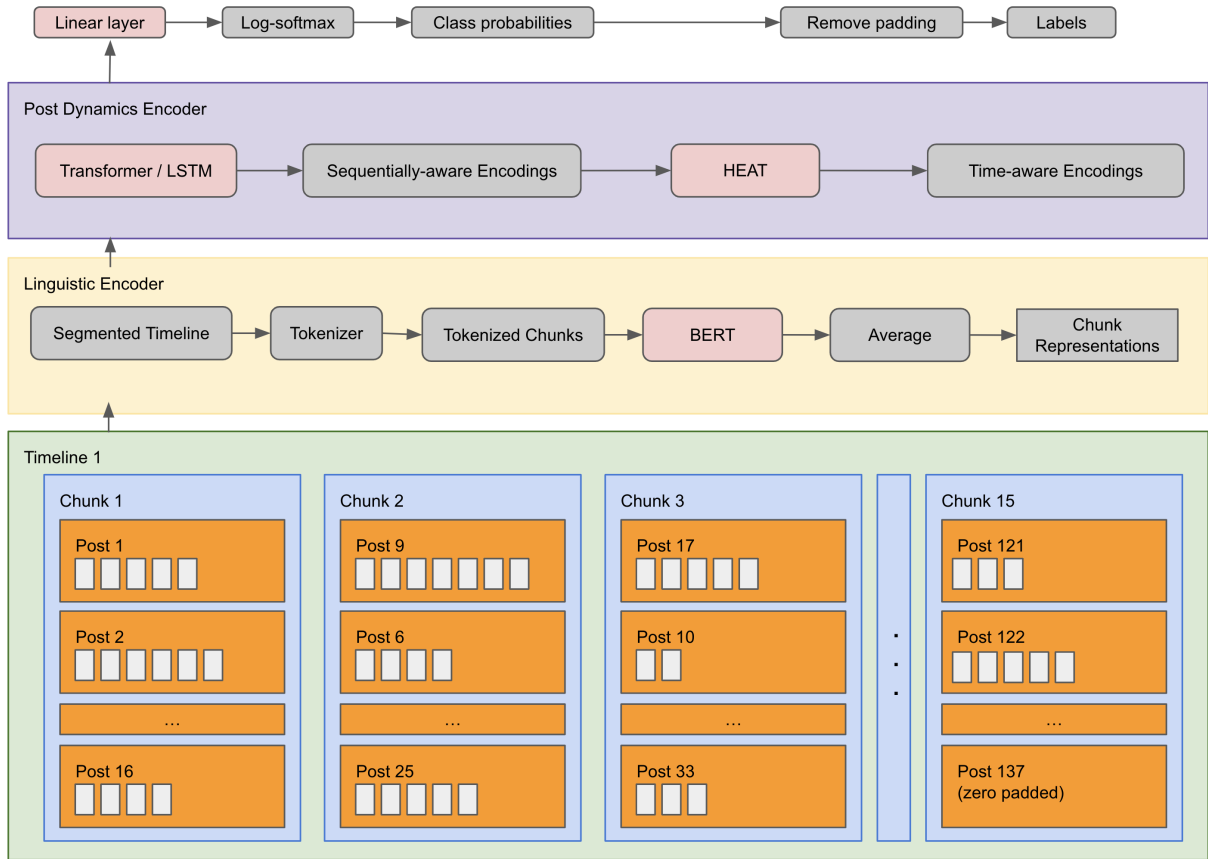 Linear layer
Log-softmax
Class probabilities
Remove padding
Labels
Post Dynamics Encoder
Transformer / LSTM
Sequentially-aware Encodings
HEAT
Time-aware Encodings
Linguistic Encoder
Segmented Timeline
Tokenizer
Tokenized Chunks
BERT
Average
Chunk
Representations
Timeline 1
Chunk 1
Post 1
Post 2
...
Post 16
Chunk 2
Post 9
Post 6
...
Post 25
Chunk 3
Post 17
Post 10
...
Post 33
.
.
.
Chunk 15
Post 121
Post 122
...
Post 137
(zero padded)